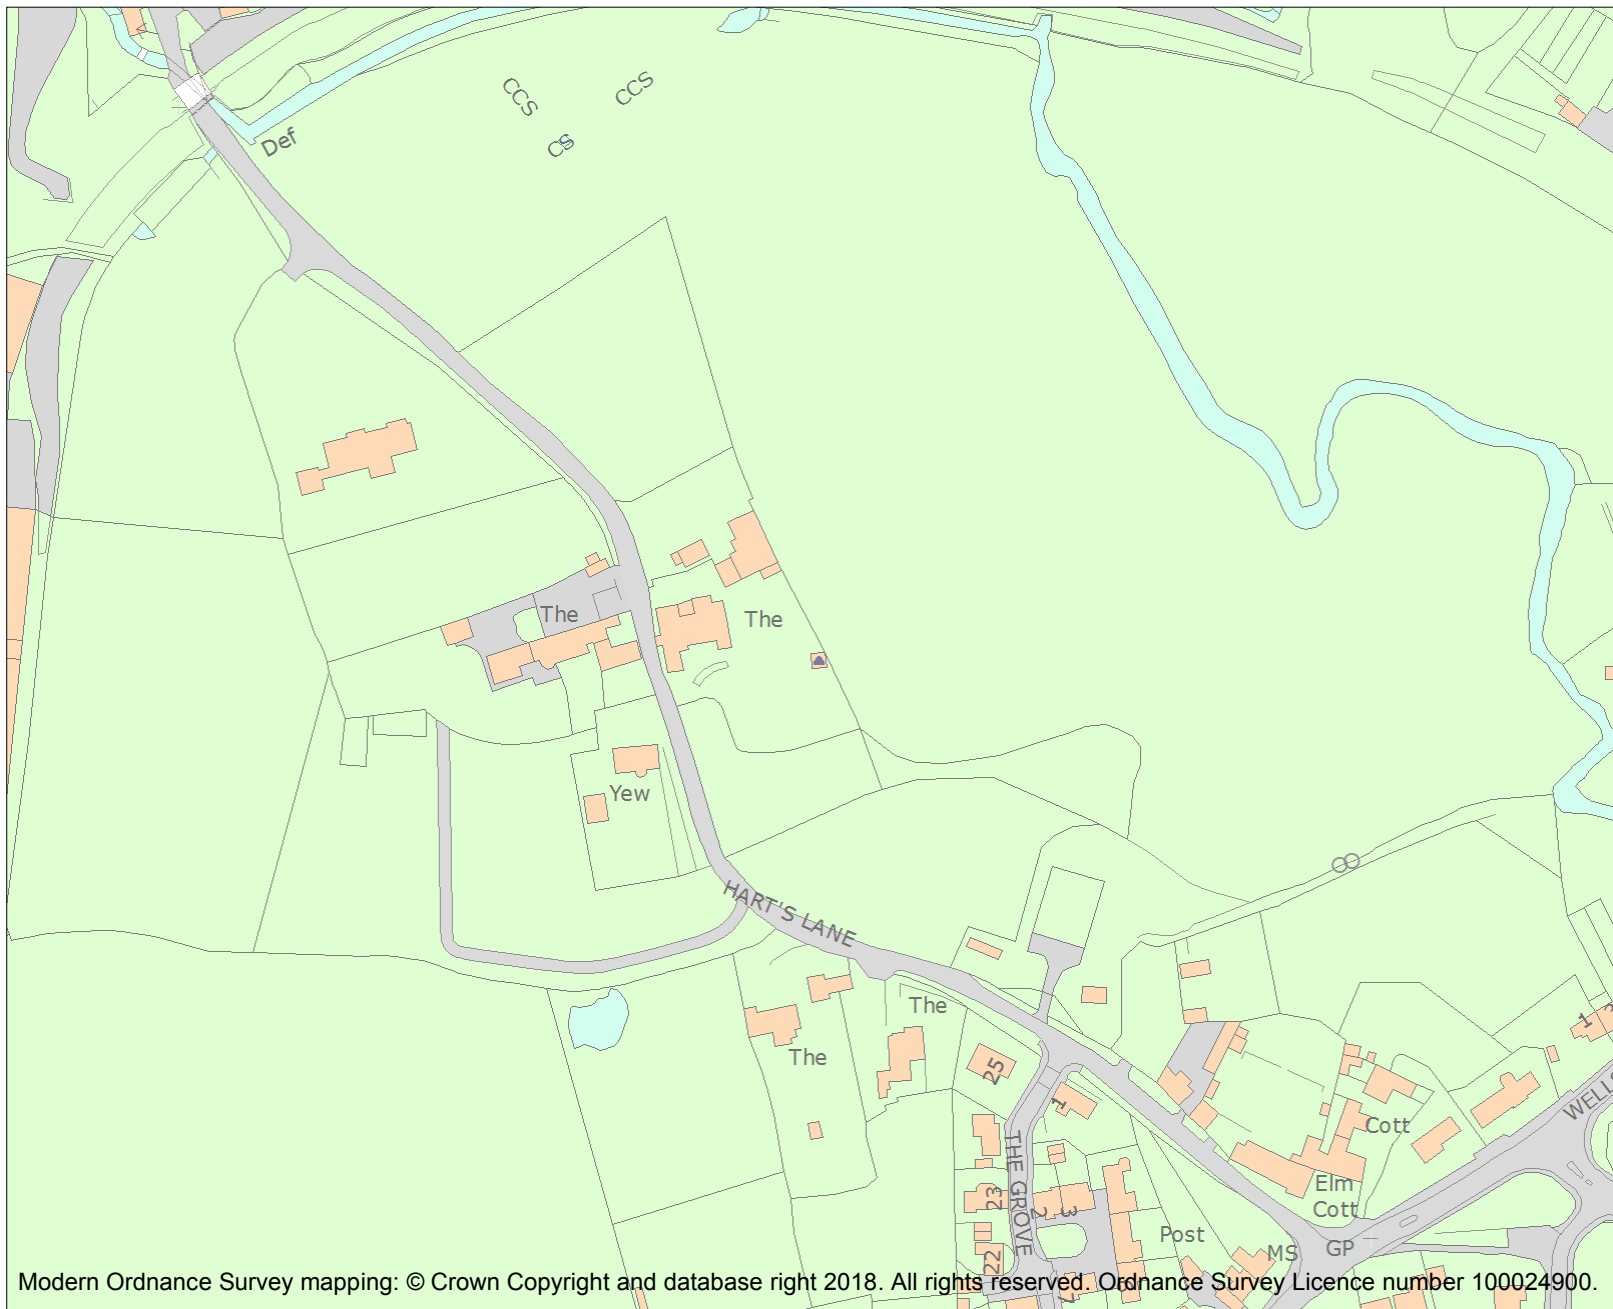 CCS
CCS
CS
Def
The
The
Yew
HART'S LANE
The
The
25
1
1
WELLS
Cott
THE GROVE
23
2
3
Elm
Cott
Post
22
MS
GP
Modern Ordnance Survey mapping: © Crown Copyright and database right 2018. All rights reserved. Ordnance Survey Licence number 100024900.